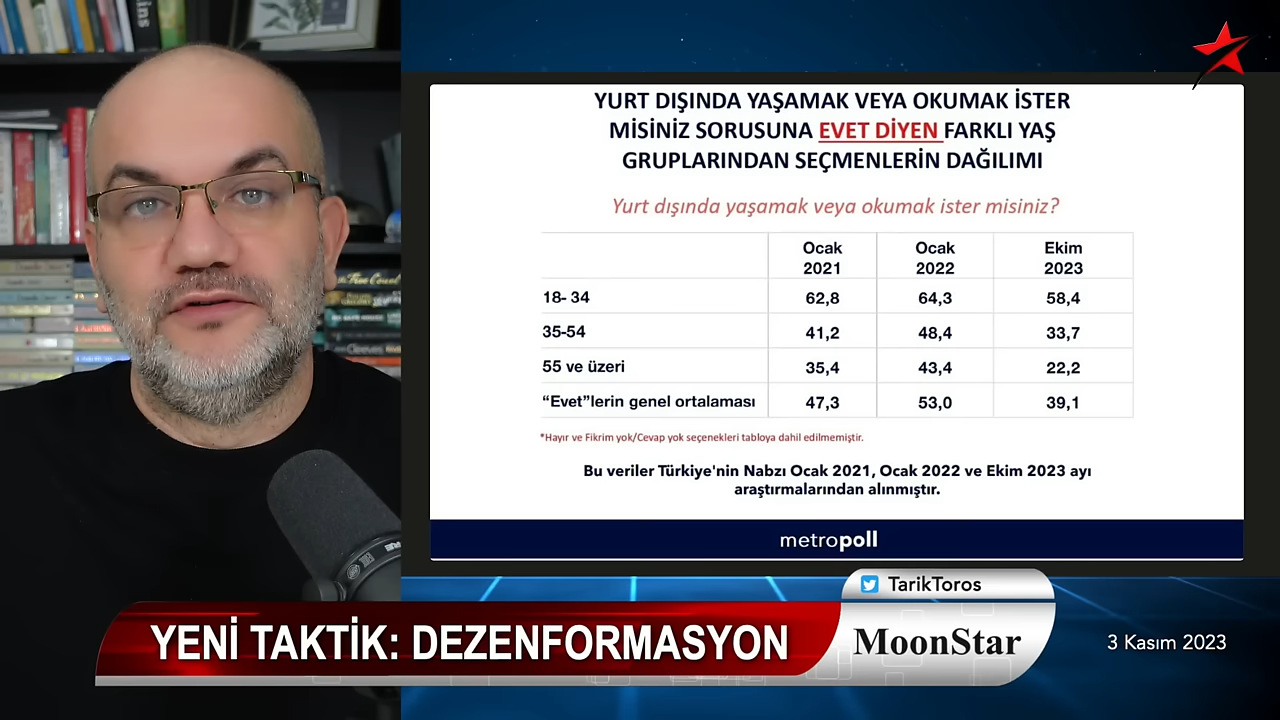 YURT DIŞINDA YAŞAMAK VEYA OKUMAK İSTER
MİSİNİZ SORUSUNA EVET DİYEN FARKLI YAŞ
GRUPLARINDAN SEÇMENLERİN DAĞILIMI
Yurt dışında yaşamak veya okumak ister misiniz?
Ocak 2021 Ocak 2022 Ekim 2023
18- 34 62,8 64,3 58,4
35-54 41,2 48,4 33,7
55 ve üzeri 35,4 43,4 22,2
“Evet”lerin genel ortalaması 47,3 53,0 39,1
*Hayır ve Fikrim yok/Cevap yok seçenekleri tabloya dahil edilmemiştir.
Bu veriler Türkiye'nin Nabzı Ocak 2021, Ocak 2022 ve Ekim 2023 ayı
araştırmalarından alınmıştır.
metropoll
TarikToros
YENİ TAKTİK: DEZENFORMASYON
MoonStar
3 Kasım 2023